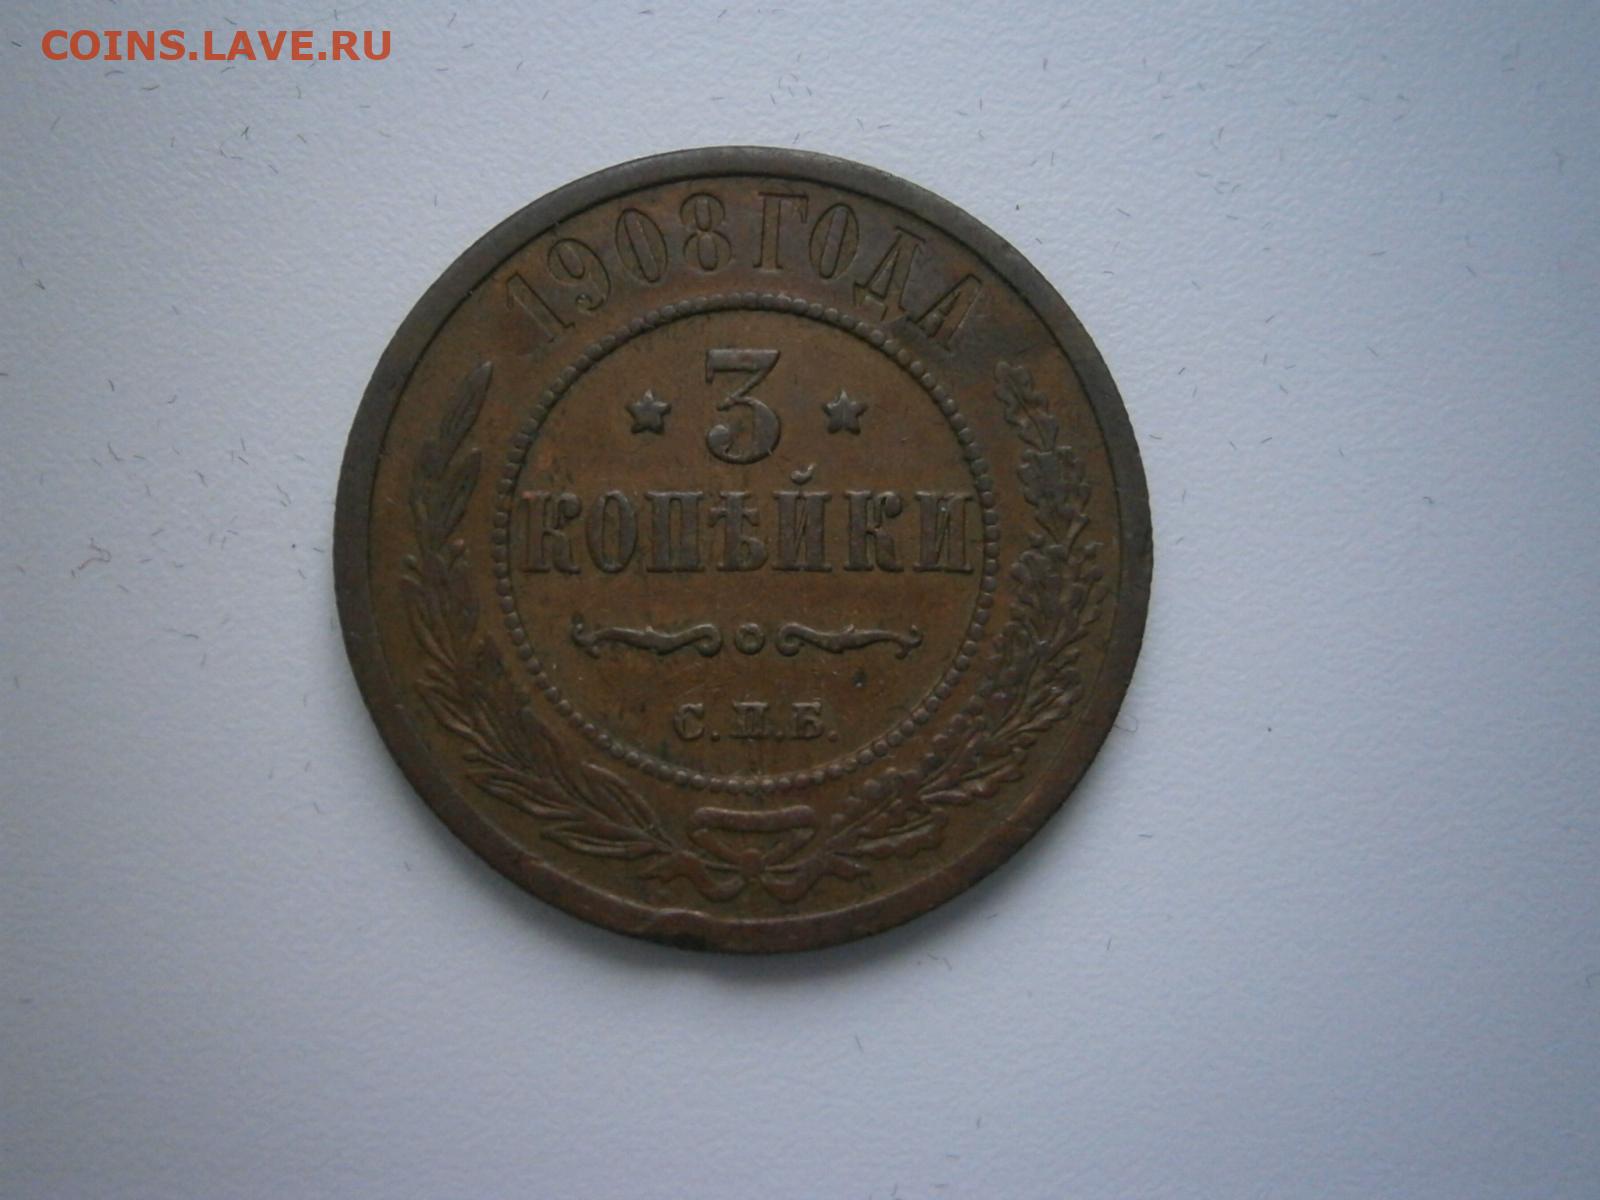 COINS.LAVE.RU
1908 ГОДА
3
КОПѢЙКИ
С.П.Б.